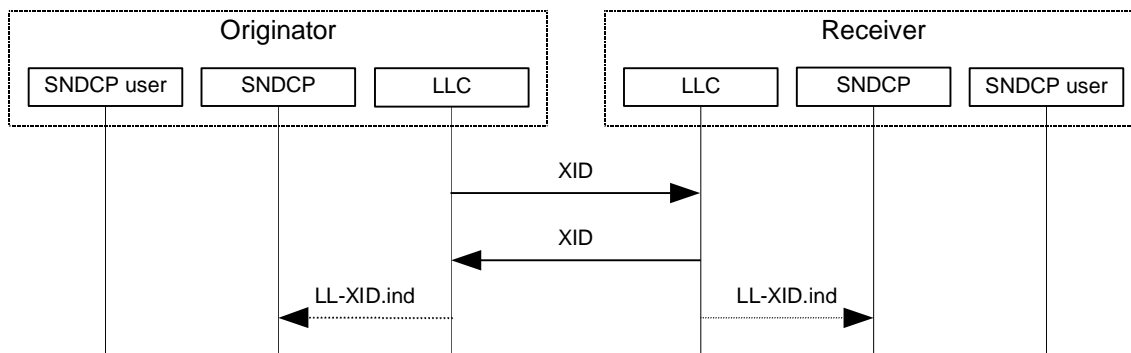 Originator
Receiver
SNDCP user
SNDCP
LLC
LLC
SNDCP
SNDCP user
XID
XID
LL-XID.ind
LL-XID.ind